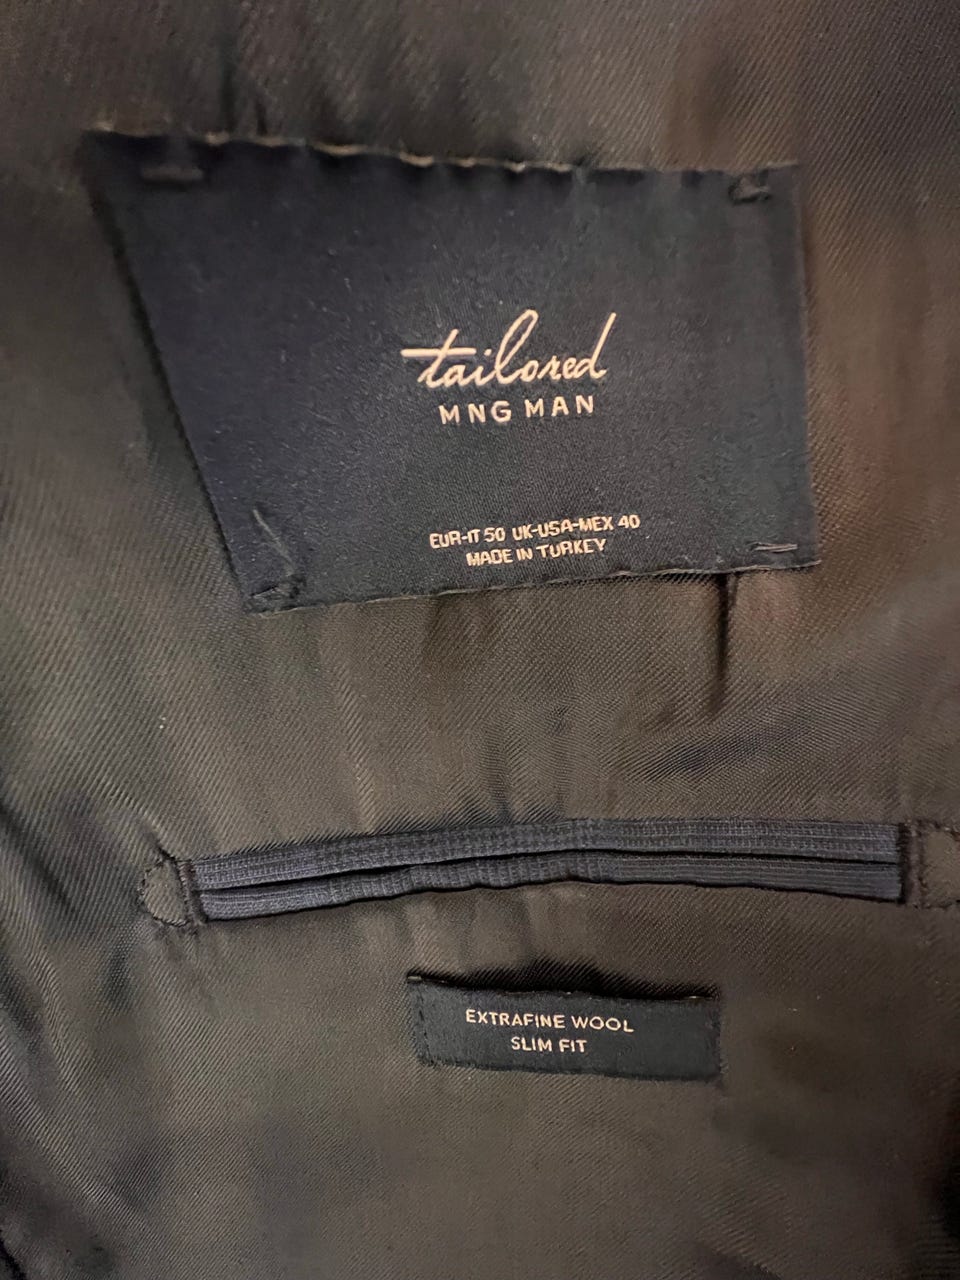 tailored
MNG MAN
EUR-IT 50 UK-USA-MEX 40
MADE IN TURKEY
EXTRAFINE WOOL
SLIM FIT